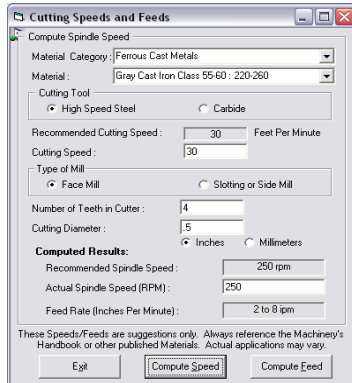 Cutting Speeds and Feeds
Compute Spindle Speed
Material Category: Ferrous Cast Metals
Material : Gray Cast Iron Class 55-60 : 220-260
Cutting Tool
High Speed Steel Carbide
Recommended Cutting Speed : 30 Feet Per Minute
Cutting Speed : 30
Type of Mill
Face Mill Slotting or Side Mill
Number of Teeth in Cutter : 4
Cutting Diameter : .5
Inches Millimeters
Computed Results:
Recommended Spindle Speed : 250 rpm
Actual Spindle Speed (RPM) : 250
Feed Rate (Inches Per Minute) : 2 to 8 ipm
These Speeds/Feeds are suggestions only. Always reference the Machinery's
Handbook or other published Materials. Actual applications may vary.
Exit Compute Speed Compute Feed